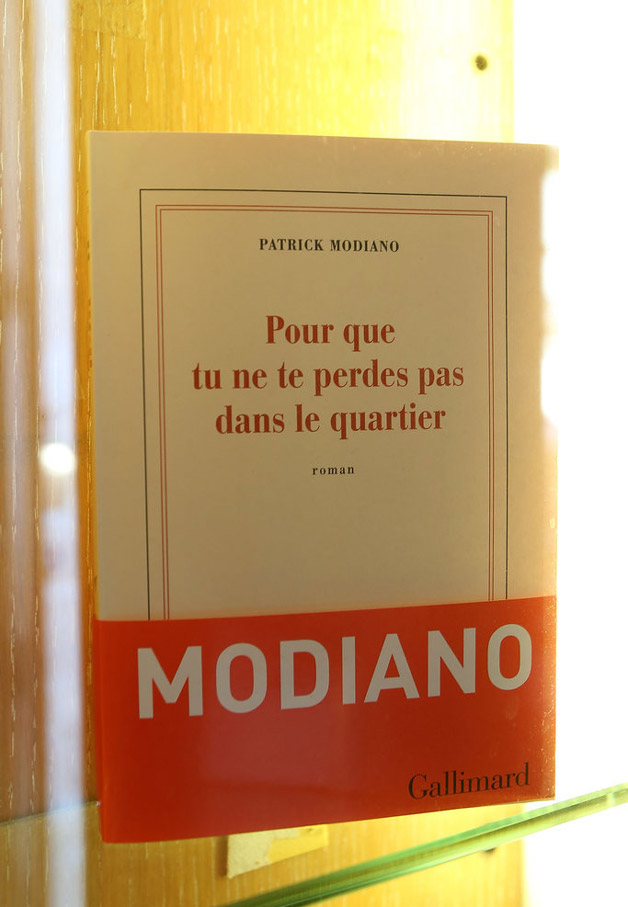 PATRICK MODIANO
Pour que
tu ne te perdes pas
dans le quartier
roman
MODIANO
Gallimard